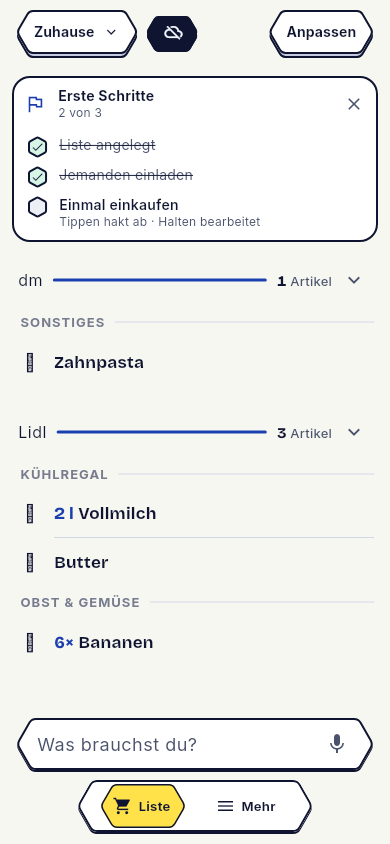 Zuhause
Anpassen
Erste Schritte
2 von 3
Liste angelegt
Jemanden einladen
Einmal einkaufen
Tippen hakt ab · Halten bearbeitet
dm
1 Artikel
SONSTIGES
Zahnpasta
Lidl
3 Artikel
KÜHLREGAL
2 l Vollmilch
Butter
OBST & GEMÜSE
6× Bananen
Was brauchst du?
Liste
Mehr